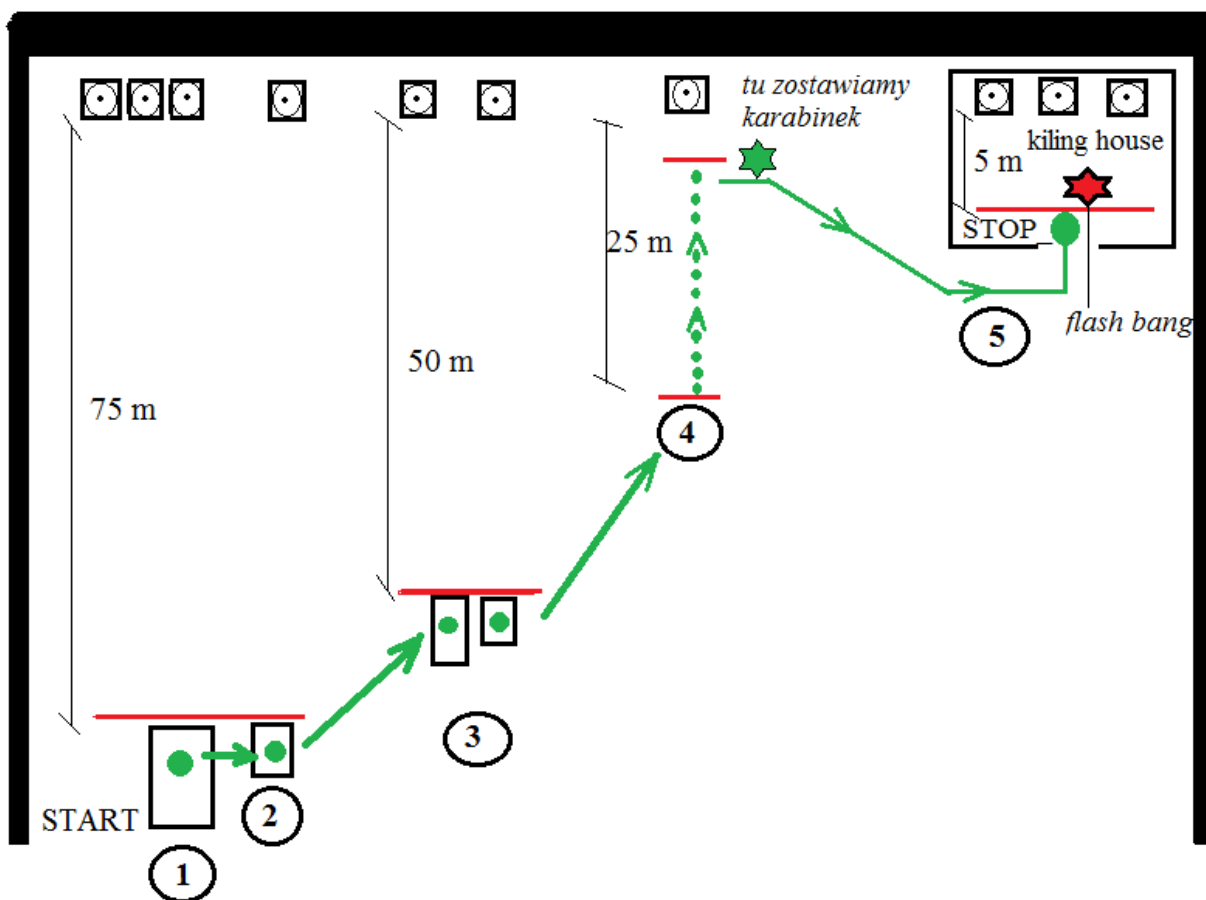 tu zostawiamy
karabinek
kiling house
5 m
STOP
25 m
flash bang
5
50 m
75 m
4
3
START
2
1